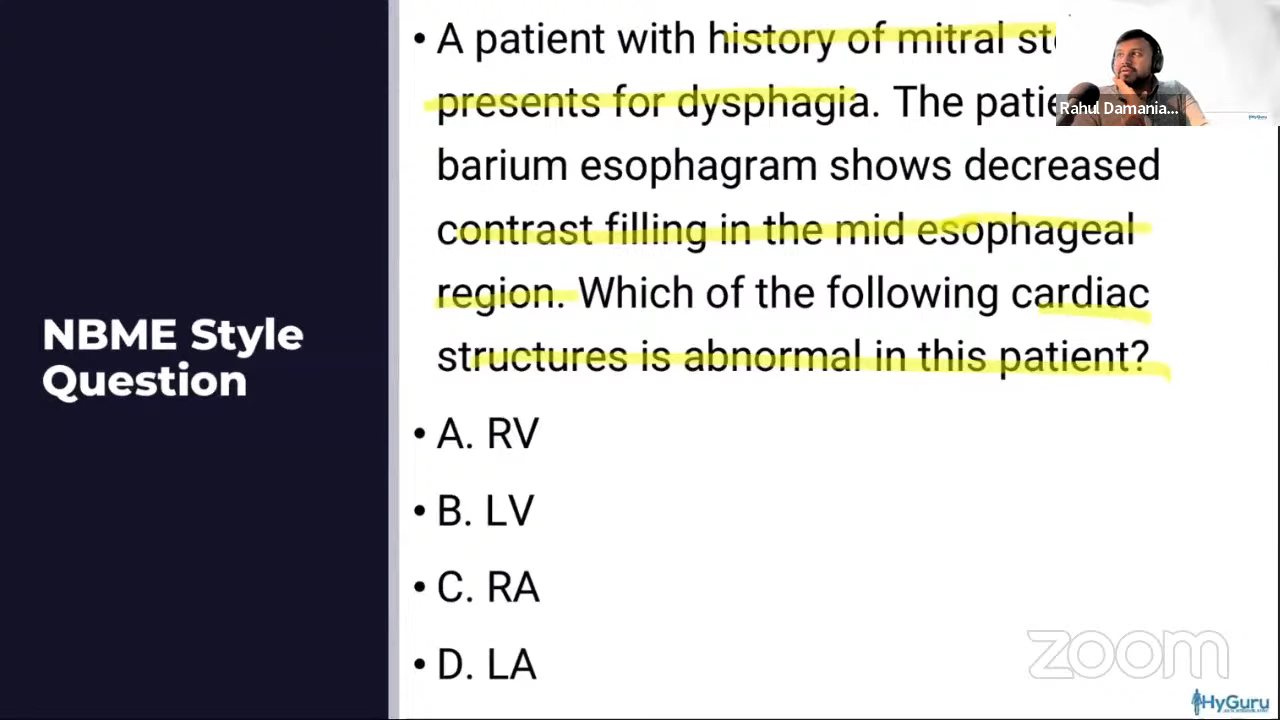 • A patient with history of mitral
presents for dysphagia. The
Rahul Damania...
barium esophagram shows decreased
contrast filling in the mid esophageal
region. Which of the following cardiac
structures is abnormal in this patient?
NBME Style
Question
• A. RV
• B. LV
• C. RA
• D. LA
zoom
HyGuru